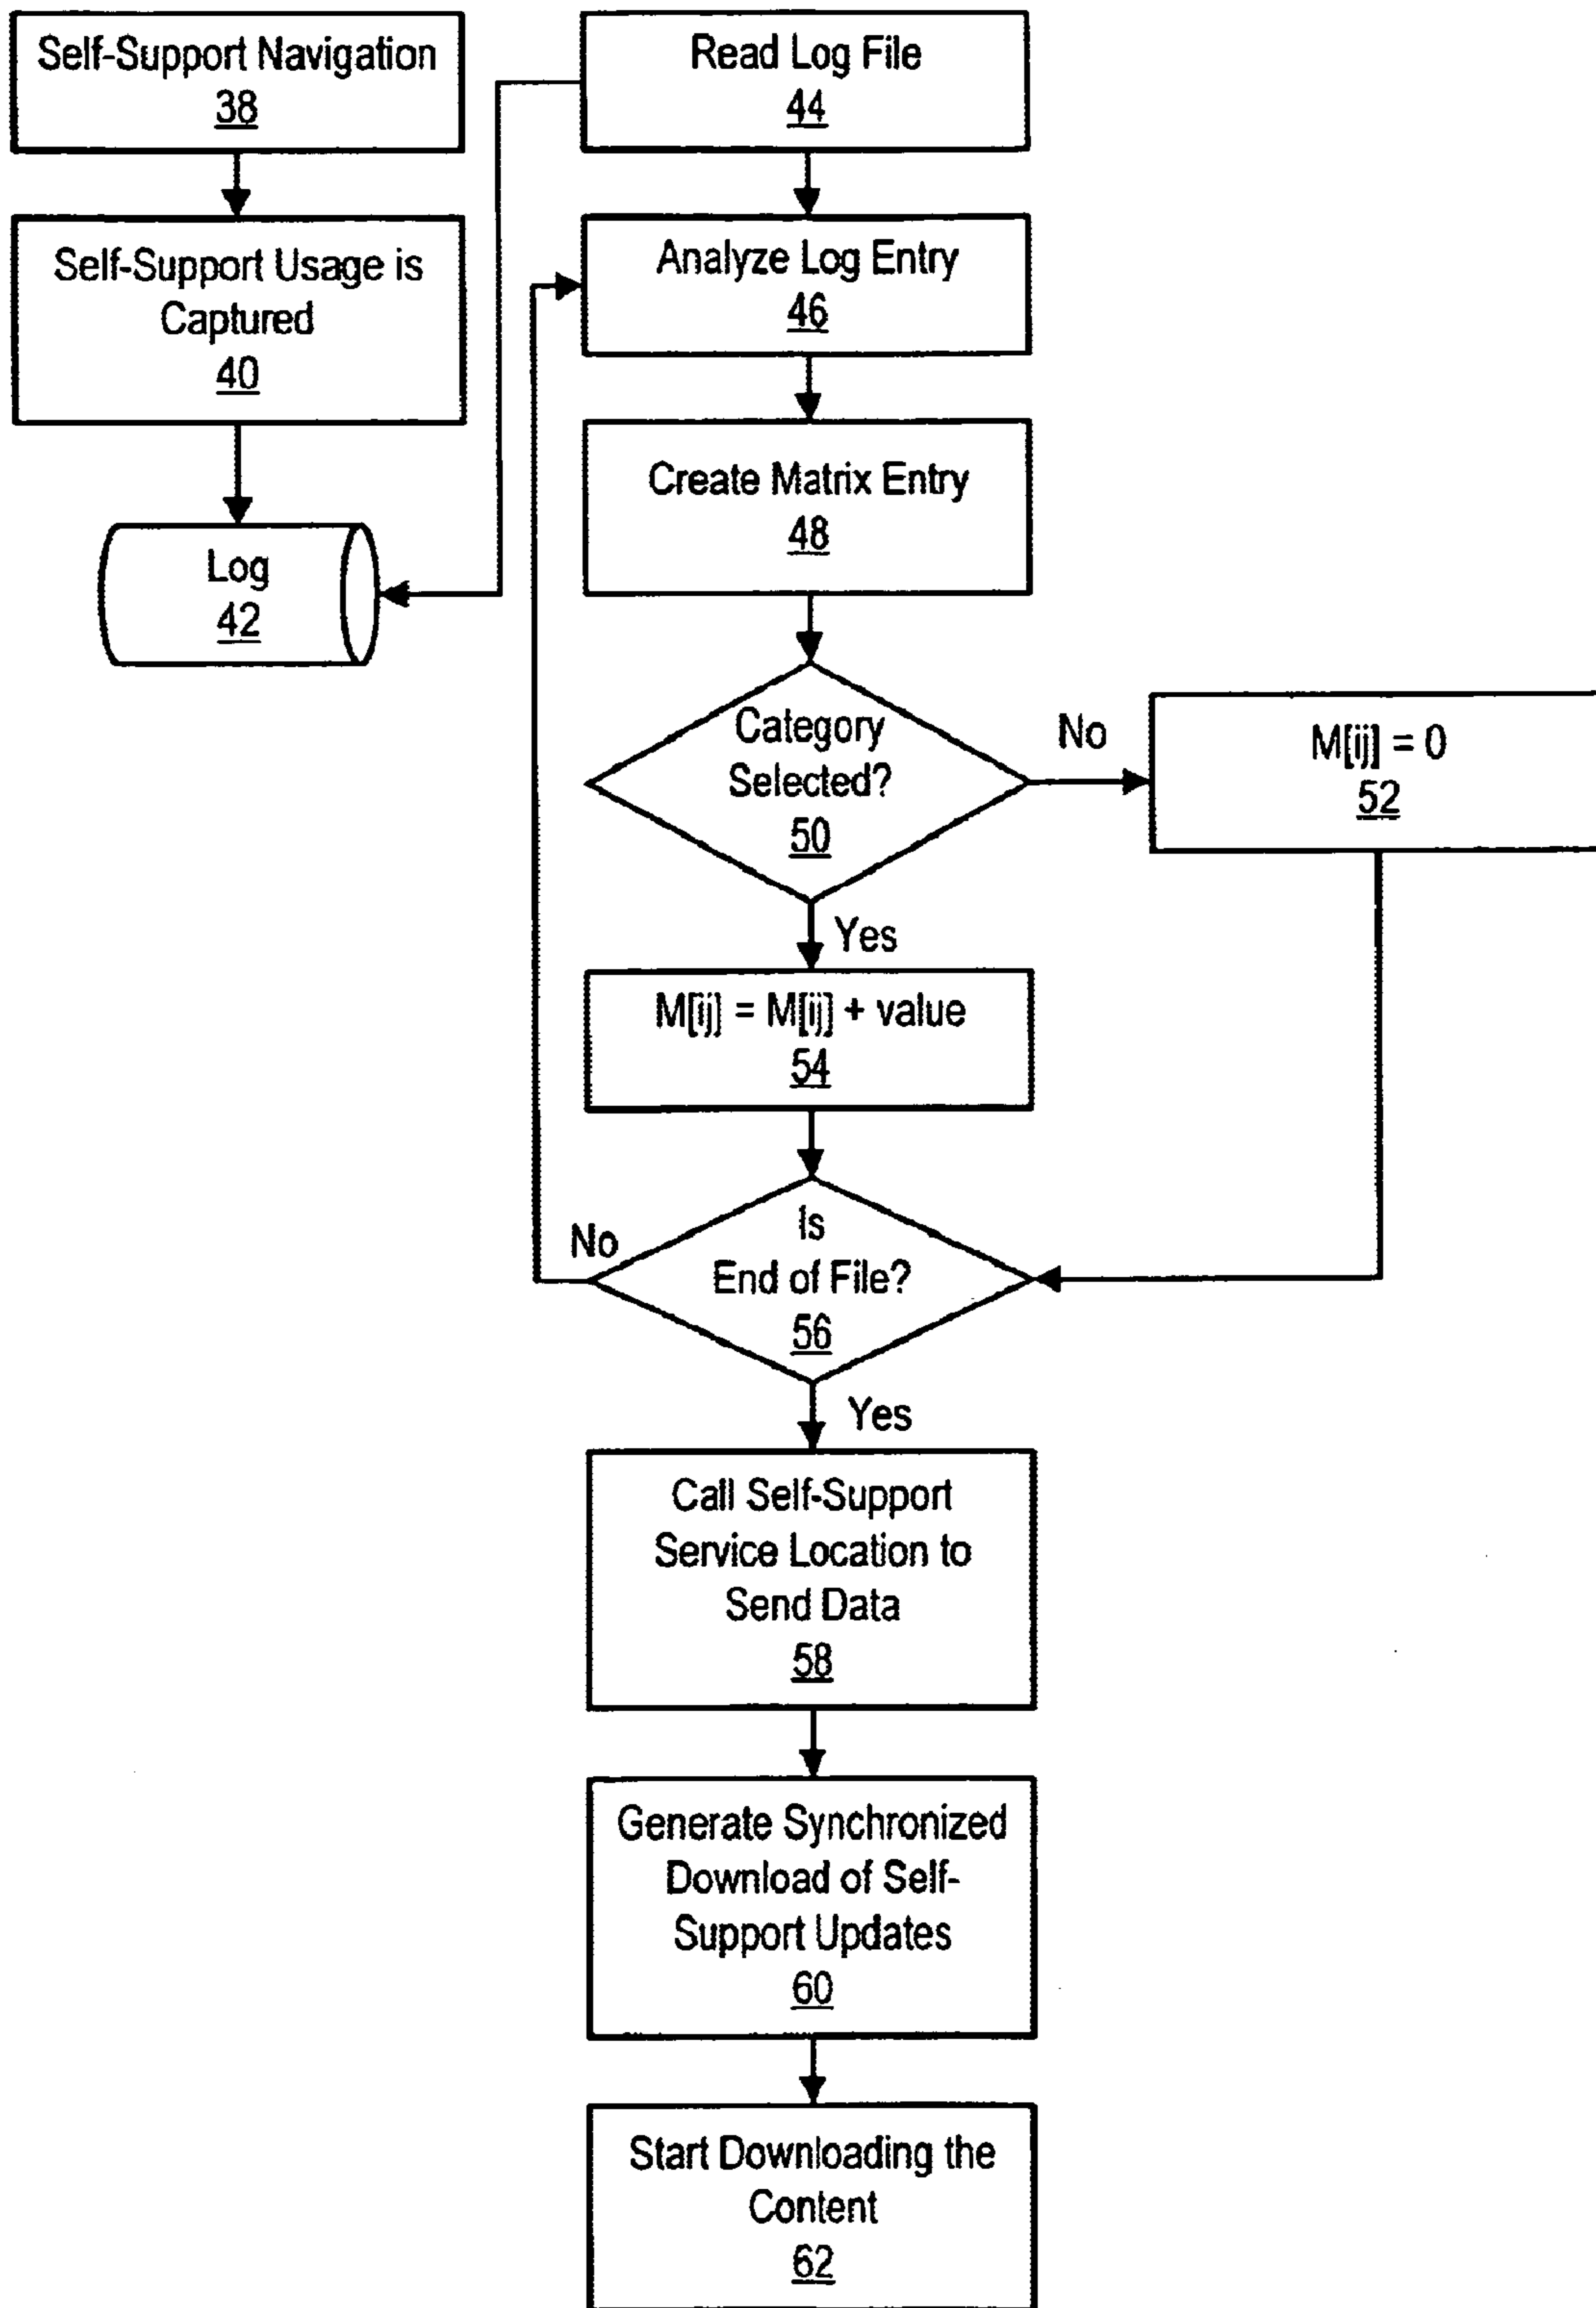 Self-Support Navigation
38
Self-Support Usage is
Captured
40
Log
42
Read Log File
44
Analyze Log Entry
46
Create Matrix Entry
48
Category
Selected?
50
No
M[ij] = 0
52
Yes
M[ij] = M[ij] + value
54
Is
End of File?
56
No
Yes
Call Self-Support
Service Location to
Send Data
58
Generate Synchronized
Download of Self-
Support Updates
60
Start Downloading the
Content
62